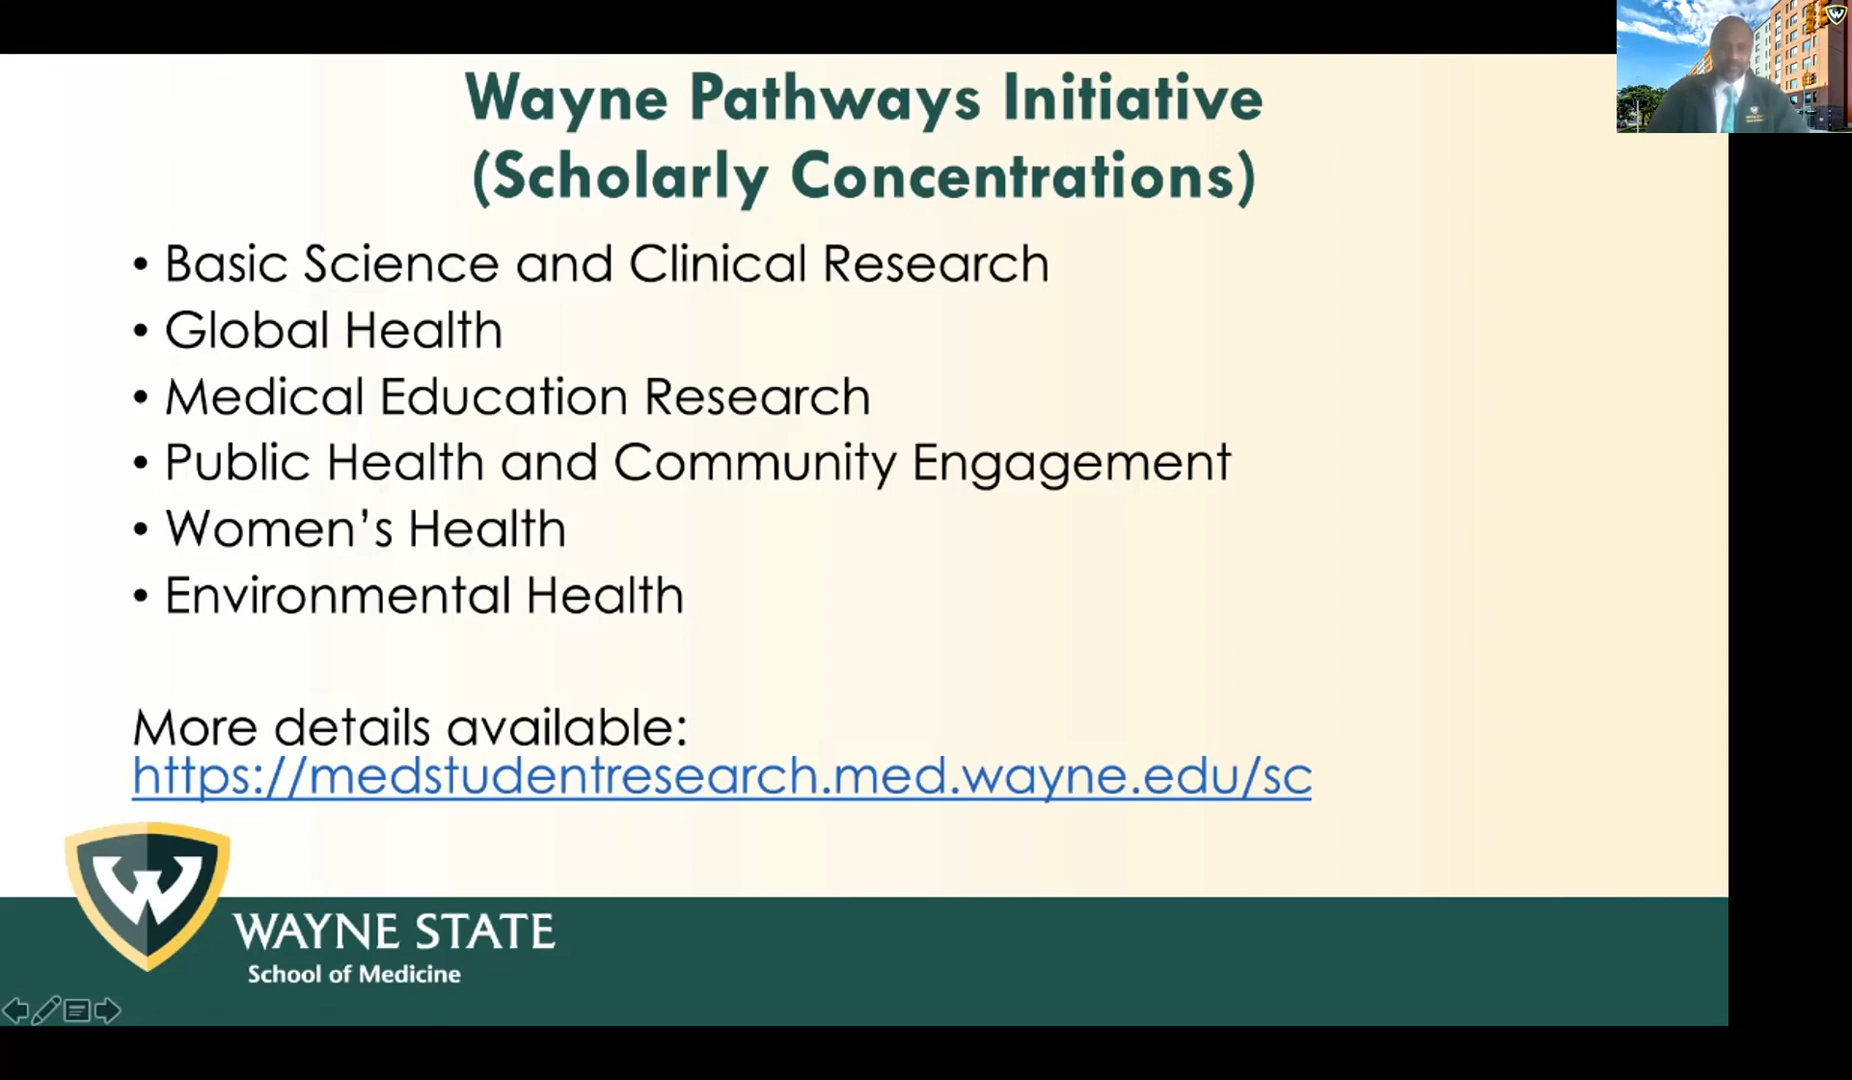 Wayne Pathways Initiative
(Scholarly Concentrations)
• Basic Science and Clinical Research
• Global Health
• Medical Education Research
• Public Health and Community Engagement
• Women’s Health
• Environmental Health
More details available:
https://medstudentresearch.med.wayne.edu/sc
WAYNE STATE
School of Medicine